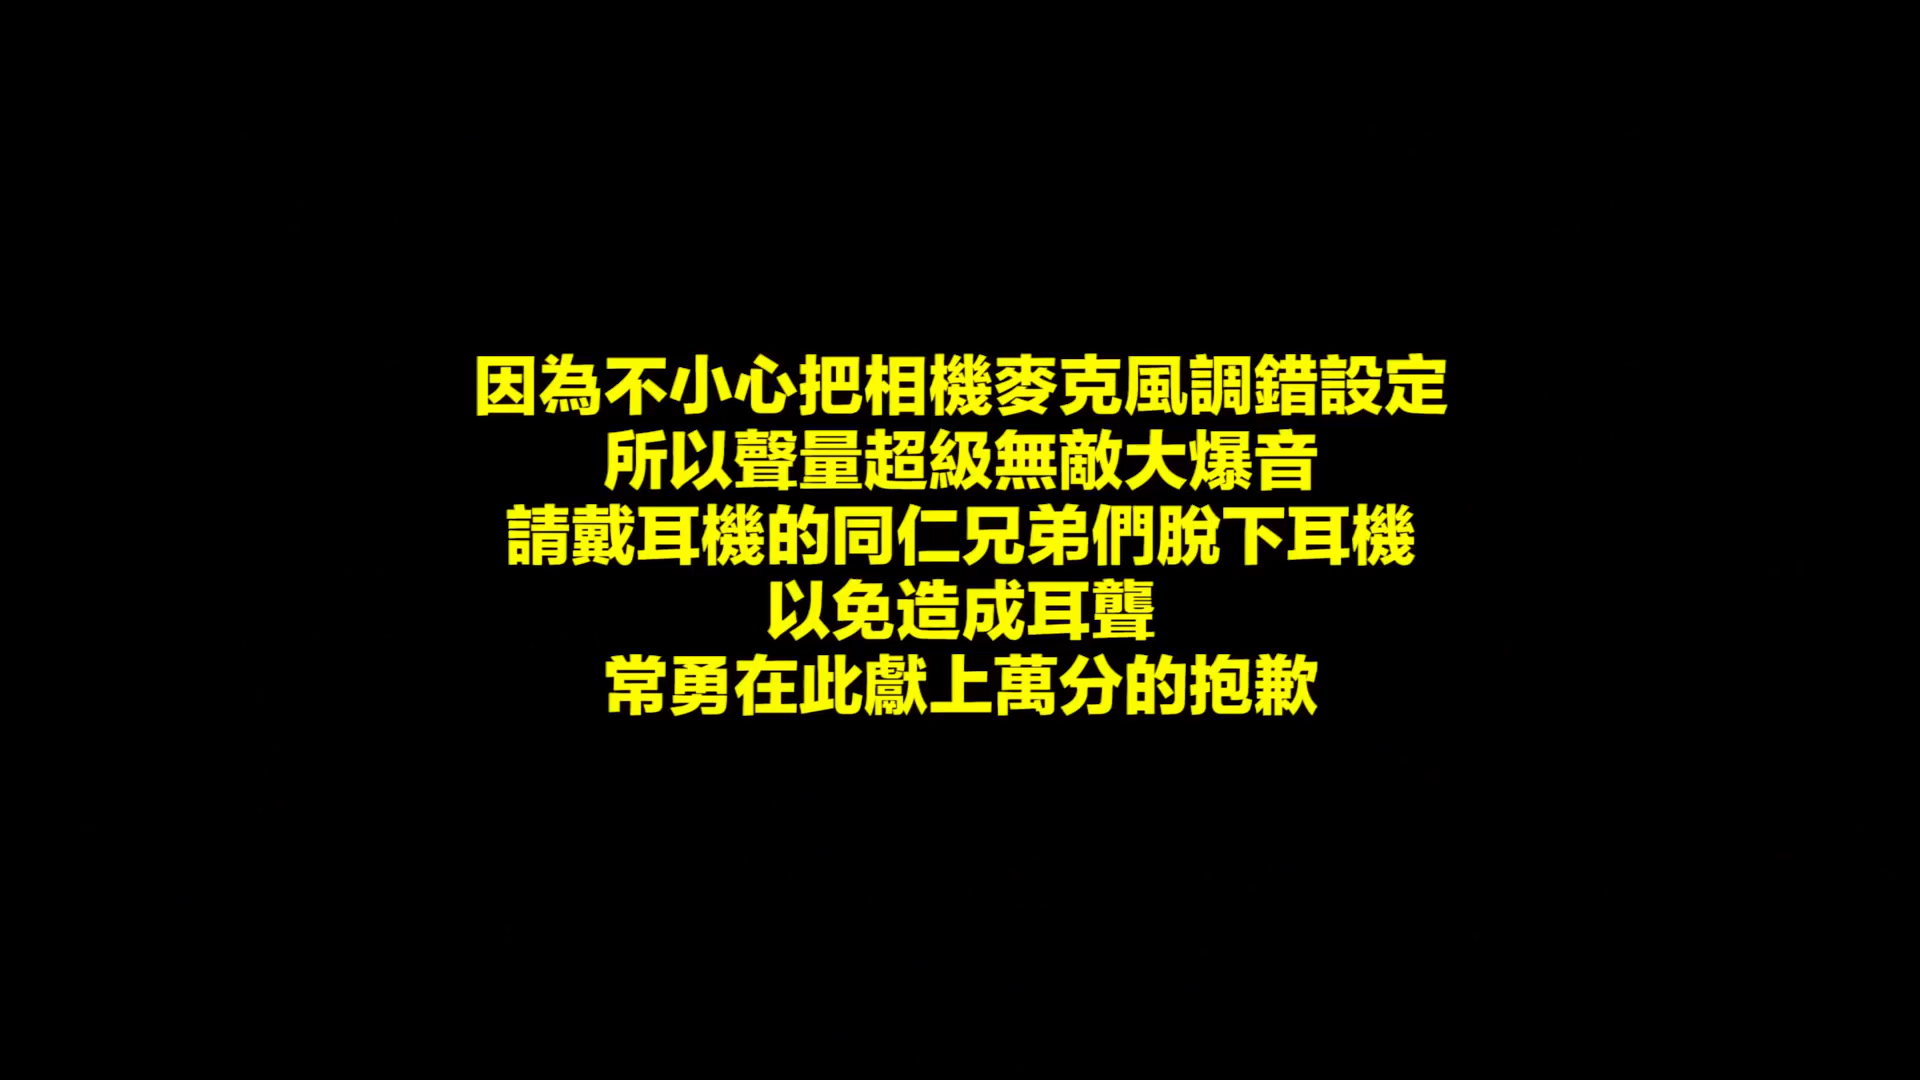 因為不小心把相機麥克風調錯設定
所以聲量超級無敵大爆音
請戴耳機的同仁兄弟們脫下耳機
以免造成耳聾
常勇在此獻上萬分的抱歉